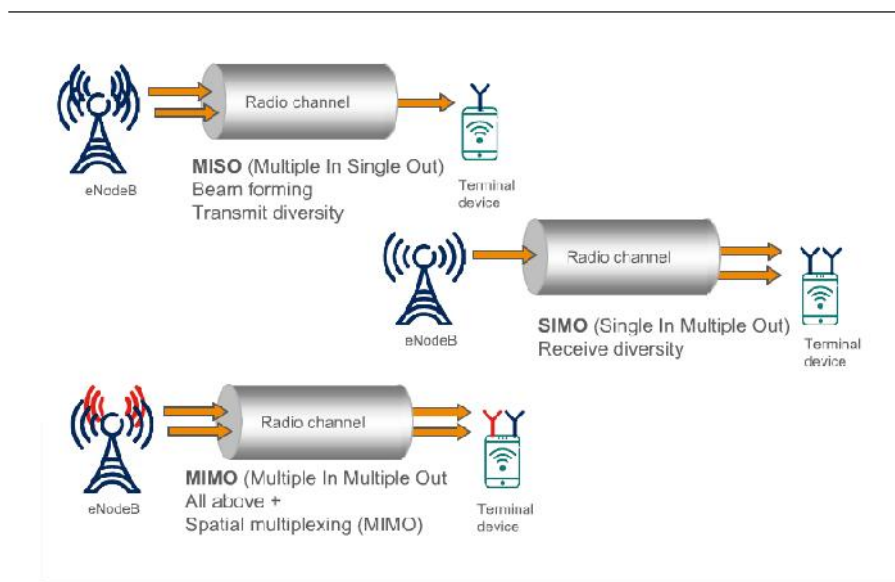 Radio channel
eNodeB
MISO (Multiple In Single Out)
Beam forming
Transmit diversity
Terminal
device
Radio channel
eNodeB
SIMO (Single In Multiple Out)
Receive diversity
Terminal
device
Radio channel
eNodeB
MIMO (Multiple In Multiple Out
All above +
Spatial multiplexing (MIMO)
Terminal
device